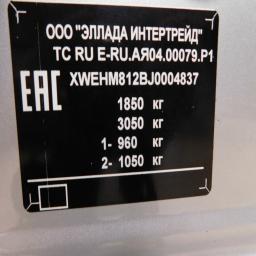 ООО "ЭЛЛАДА ИНТЕРТРЕЙД"
ТС RU E-RU.АЯ04.00079.Р1
EAC
XWEHM812BJ0004837
1850 кг
3050 кг
1- 960 кг
2- 1050 кг